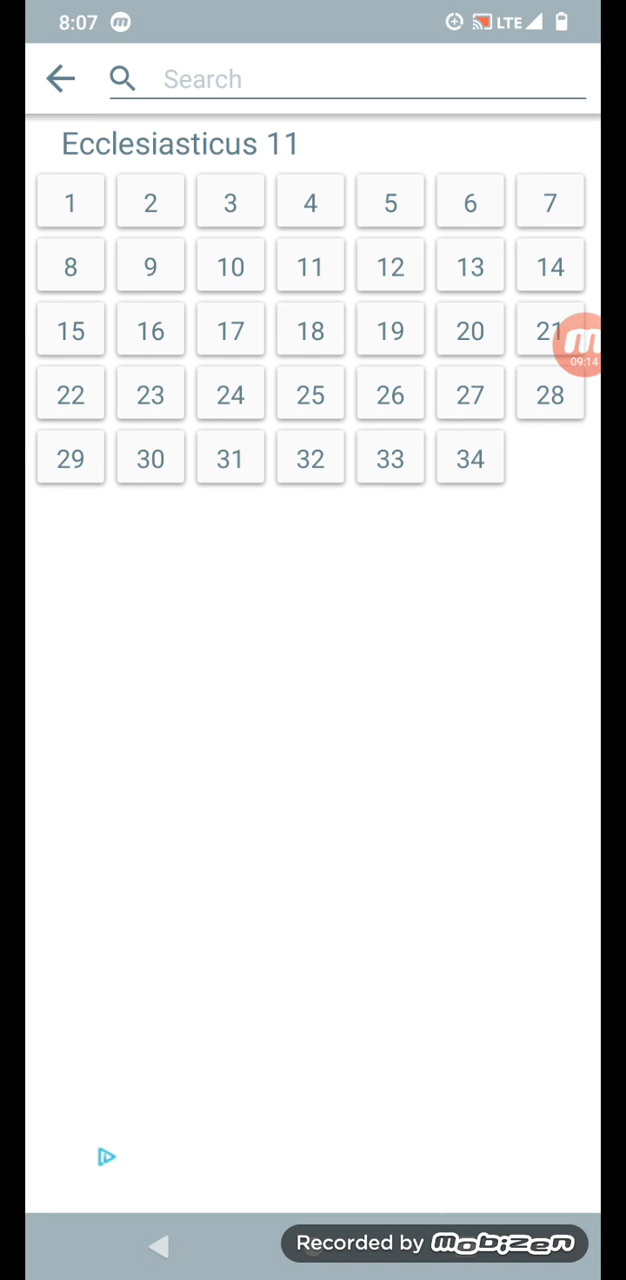 8:07 m LTE
Search
Ecclesiasticus 11
1 2 3 4 5 6 7
8 9 10 11 12 13 14
15 16 17 18 19 20 21
m
09:14
22 23 24 25 26 27 28
29 30 31 32 33 34
Recorded by mobizen